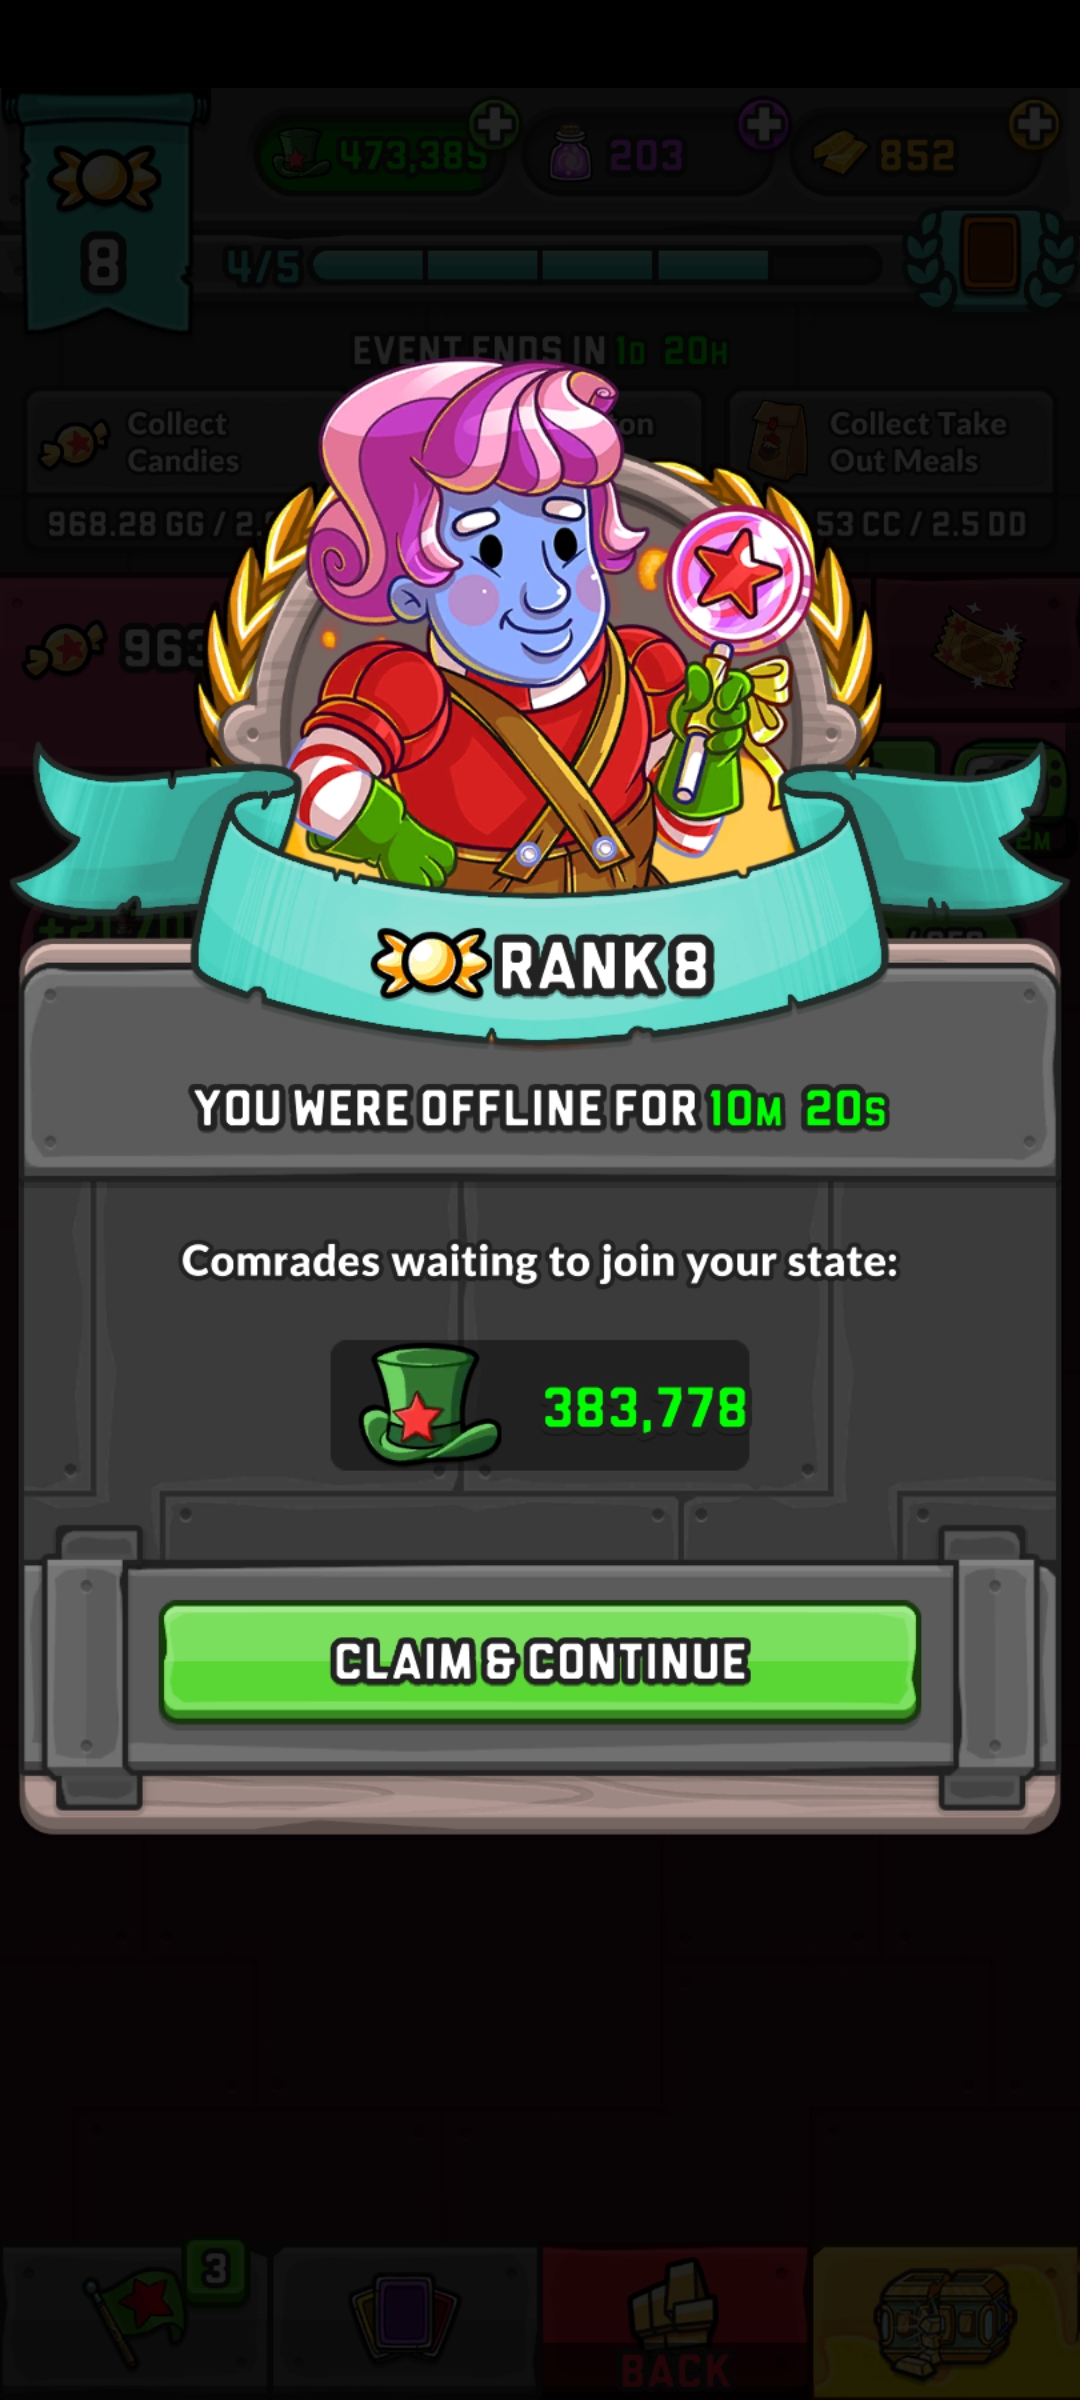 473,385
203
852
8
4/5
EVENT ENDS IN 1D 20H
Collect
Candies
Collect Take
Out Meals
968.28 GG / 2.
53 CC / 2.5 DD
963
2M
RANK 8
YOU WERE OFFLINE FOR 10M 20S
Comrades waiting to join your state:
383,778
CLAIM & CONTINUE
3
BACK